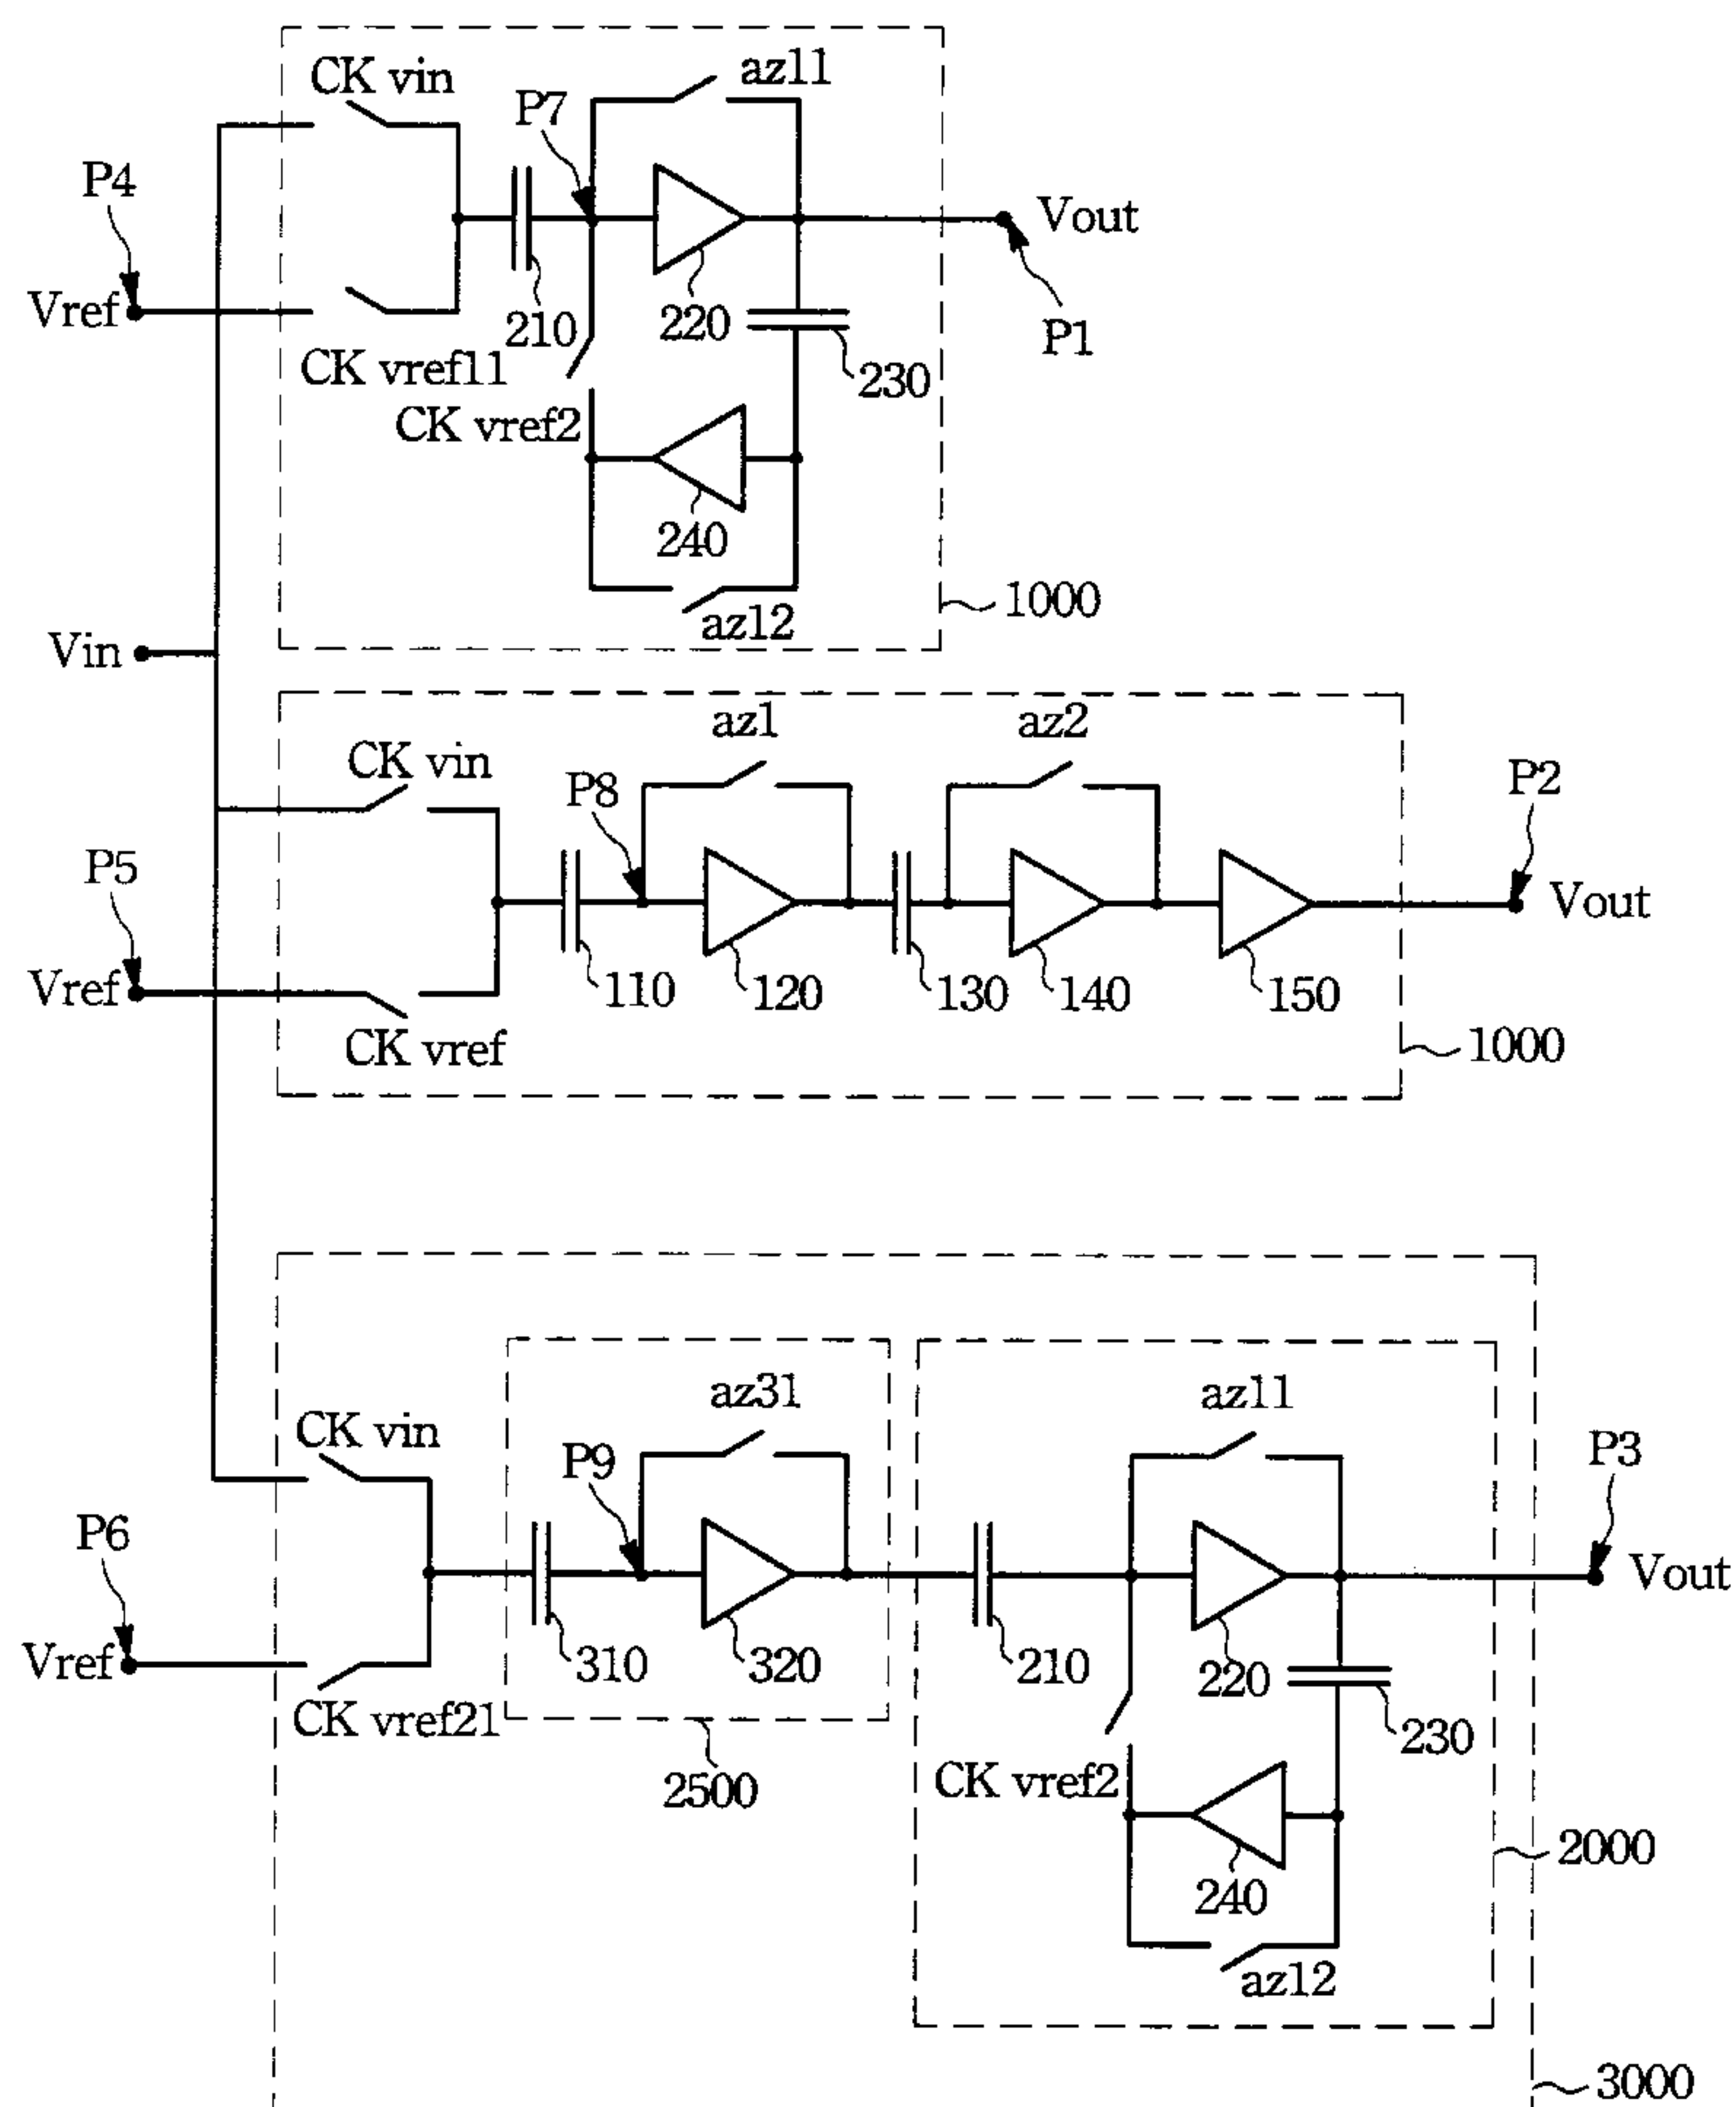 CK vin
az11
P7
P4
Vout
Vref
210
220
P1
CK vref11
230
CK vref2
240
1000
az12
Vin
az1
az2
CK vin
P8
P2
P5
Vout
Vref
110
120
130
140
150
CK vref
1000
az31
az11
CK vin
P9
P3
P6
Vout
Vref
310
320
210
220
CK vref21
230
2500
CK vref2
2000
240
az12
3000